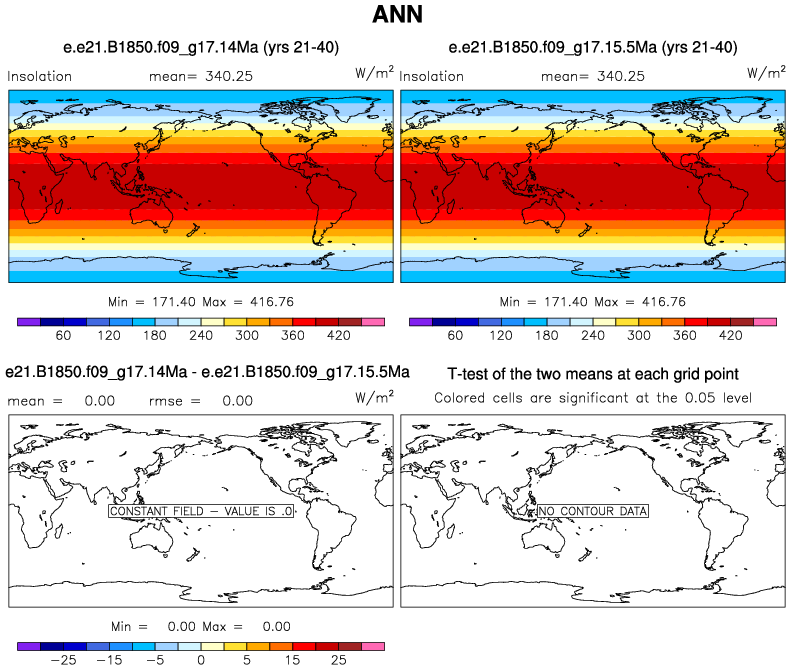 ANN
e.e21.B1850.f09_g17.14Ma (yrs 21-40)
e.e21.B1850.f09_g17.15.5Ma (yrs 21-40)
Insolation mean= 340.25 W/m²
Insolation mean= 340.25 W/m²
Min = 171.40 Max = 416.76
Min = 171.40 Max = 416.76
60 120 180 240 300 360 420
60 120 180 240 300 360 420
e21.B1850.f09_g17.14Ma - e.e21.B1850.f09_g17.15.5Ma
T-test of the two means at each grid point
mean = 0.00 rmse = 0.00 W/m²
Colored cells are significant at the 0.05 level
CONSTANT FIELD - VALUE IS .0
NO CONTOUR DATA
Min = 0.00 Max = 0.00
-25 -15 -5 0 5 15 25